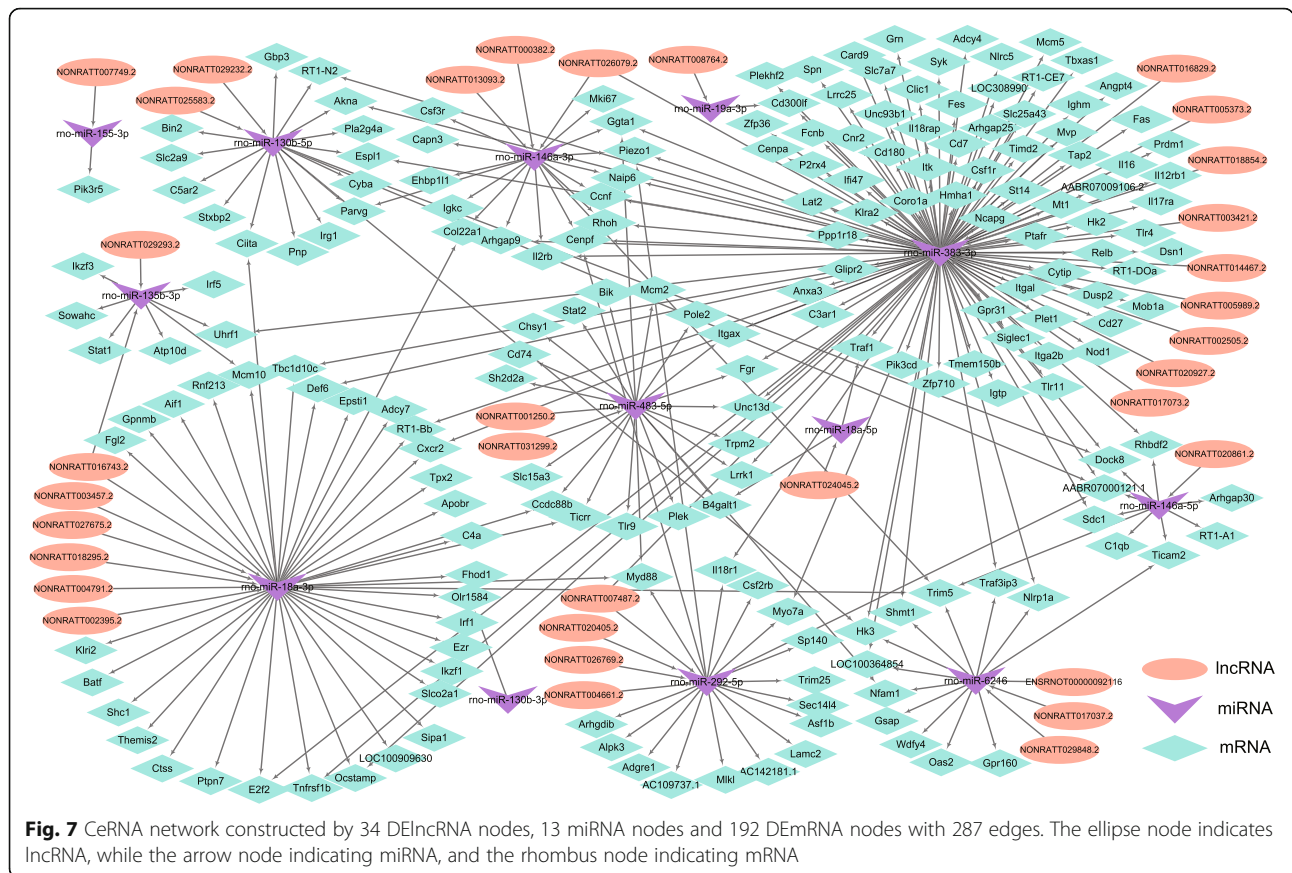 NONRATT007749.2
rno-miR-155-3p
Pik3r5
NONRATT029232.2
NONRATT025583.2
Gbp3
RT1-N2
Akna
Pla2g4a
Espl1
Cyba
Parvg
rno-miR-130b-5p
Bin2
Slc2a9
C5ar2
Stxbp2
Ciita
Pnp
Irg1
NONRATT013093.2
NONRATT000382.2
NONRATT026079.2
Csf3r
Capn3
Ehbp1l1
Igkc
Col22a1
Arhgap9
Il2rb
Mki67
Ggta1
Piezo1
Naip6
Ccnf
Rhoh
Cenpf
rno-miR-146a-3p
NONRATT008764.2
rno-miR-19a-3p
Plekhf2
Cd300lf
Zfp36
Cenpa
Spn
Card9
Grn
Slc7a7
Lrrc25
Fcnb
P2rx4
Ifi47
Lat2
Klra2
Ppp1r18
Unc93b1
Cnr2
Cd180
Clic1
Il18rap
Syk
Adcy4
Nlrc5
Mcm5
Tbxas1
RT1-CE7
LOC308990
Fes
Slc25a43
Angpt4
Arhgap25
Ighm
Cd7
Timd2
Mvp
Fas
Itk
Csf1r
Tap2
Prdm1
Il16
Il12rb1
AABR07009106.2
St14
Mt1
Il17ra
Coro1a
Hmha1
Ncapg
Ptafr
Hk2
Tlr4
Relb
Dsn1
RT1-DOa
rno-miR-383-3p
NONRATT016829.2
NONRATT005373.2
NONRATT018854.2
NONRATT003421.2
NONRATT014467.2
NONRATT005989.2
NONRATT002505.2
NONRATT020927.2
NONRATT017073.2
Glipr2
Anxa3
C3ar1
Cytip
Itgal
Dusp2
Mob1a
Gpr31
Plet1
Cd27
Siglec1
Itga2b
Nod1
Traf1
Pik3cd
Tmem150b
Zfp710
Igtp
Tlr11
NONRATT029293.2
Ikzf3
rno-miR-135b-3p
Irf5
Sowahc
Uhrf1
Stat1
Atp10d
Bik
Mcm2
Stat2
Pole2
Chsy1
Itgax
Cd74
Sh2d2a
Fgr
rno-miR-483-5p
Unc13d
NONRATT001250.2
NONRATT031299.2
Trpm2
Slc15a3
Lrrk1
Ccdc88b
Ticrr
Tlr9
Plek
B4galt1
rno-miR-18a-5p
NONRATT024045.2
Rhbdf2
Dock8
NONRATT020861.2
AABR07000121.1
rno-miR-146a-5p
Arhgap30
Sdc1
RT1-A1
C1qb
Ticam2
Mcm10
Tbc1d10c
Rnf213
Def6
Aif1
Epsti1
Gpnmb
Adcy7
Fgl2
RT1-Bb
Cxcr2
NONRATT016743.2
NONRATT003457.2
NONRATT027675.2
NONRATT018295.2
NONRATT004791.2
NONRATT002395.2
Tpx2
Apobr
C4a
rno-miR-18a-3p
Fhod1
Olr1584
Irf1
Ezr
Ikzf1
Slco2a1
Klri2
Batf
Shc1
Themis2
Ctss
Ptpn7
E2f2
Tnfrsf1b
Ocstamp
LOC100909630
Sipa1
rno-miR-130b-3p
Myd88
Il18r1
Csf2rb
NONRATT007487.2
NONRATT020405.2
NONRATT026769.2
NONRATT004661.2
Myo7a
Sp140
rno-miR-292-5p
Trim25
Sec14l4
Asf1b
Arhgdib
Alpk3
Adgre1
AC109737.1
Mlkl
AC142181.1
Lamc2
Traf3ip3
Trim5
Nlrp1a
Shmt1
Hk3
LOC100364854
rno-miR-6216
Nfam1
Gsap
Wdfy4
Oas2
Gpr160
ENSRNOT00000092116
NONRATT017037.2
NONRATT029848.2
lncRNA
miRNA
mRNA
Fig. 7 CeRNA network constructed by 34 DElncRNA nodes, 13 miRNA nodes and 192 DEmRNA nodes with 287 edges. The ellipse node indicates
lncRNA, while the arrow node indicating miRNA, and the rhombus node indicating mRNA